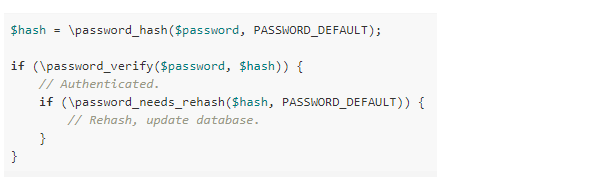 $hash = \password_hash($password, PASSWORD_DEFAULT);
if (\password_verify($password, $hash)) {
// Authenticated.
if (\password_needs_rehash($hash, PASSWORD_DEFAULT)) {
// Rehash, update database.
}
}